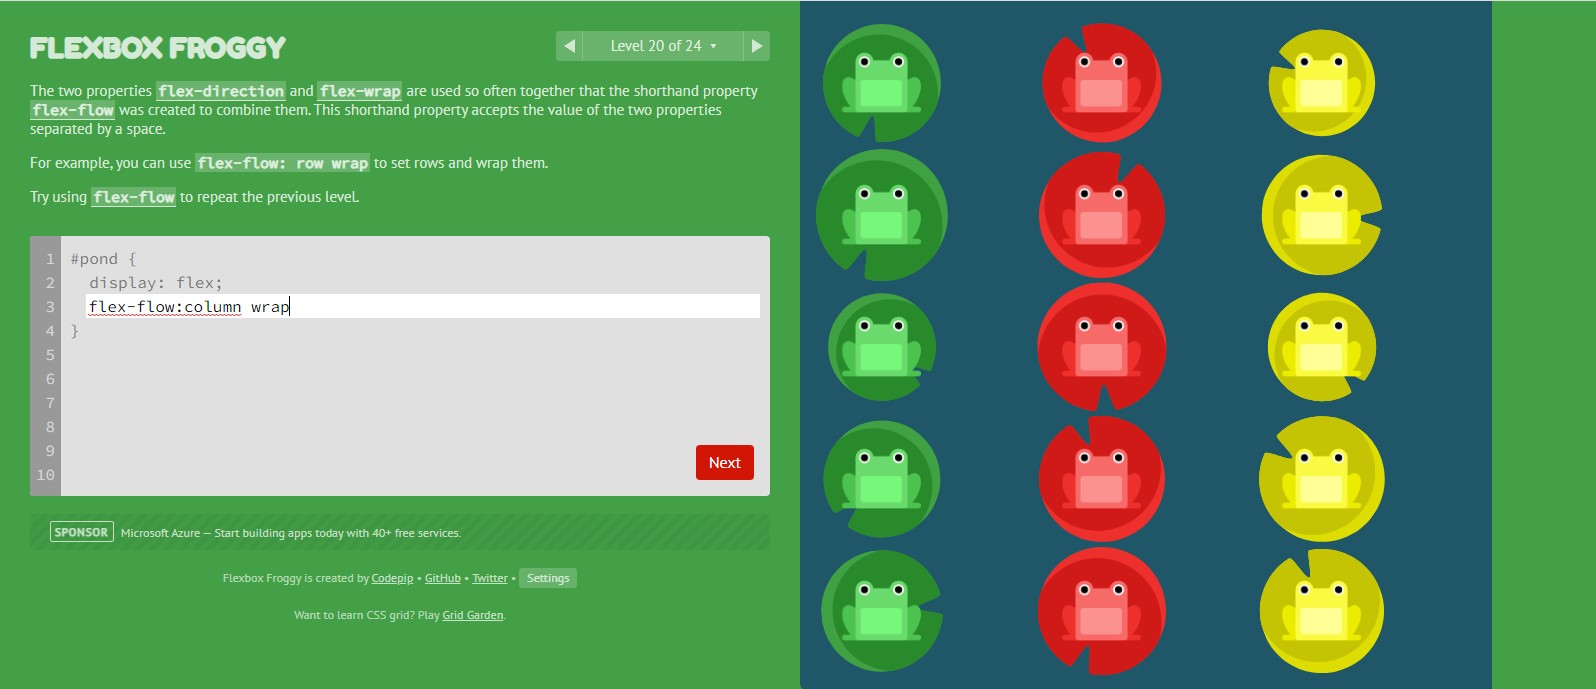 FLEXBOX FROGGY
◀ Level 20 of 24 ▾ ▶
The two properties flex-direction and flex-wrap are used so often together that the shorthand property
flex-flow was created to combine them. This shorthand property accepts the value of the two properties
separated by a space.
For example, you can use flex-flow: row wrap to set rows and wrap them.
Try using flex-flow to repeat the previous level.
1 #pond {
2 display: flex;
3 flex-flow:column wrap
4 }
5
6
7
8
9
10
Next
SPONSOR Microsoft Azure — Start building apps today with 40+ free services.
Flexbox Froggy is created by Codepip • GitHub • Twitter • Settings
Want to learn CSS grid? Play Grid Garden.